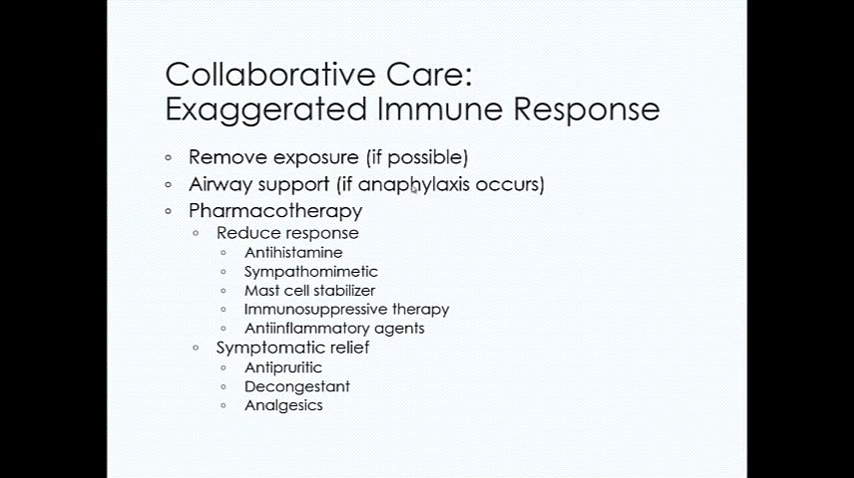 Collaborative Care:
Exaggerated Immune Response
Remove exposure (if possible)
Airway support (if anaphylaxis occurs)
Pharmacotherapy
Reduce response
Antihistamine
Sympathomimetic
Mast cell stabilizer
Immunosuppressive therapy
Antiinflammatory agents
Symptomatic relief
Antipruritic
Decongestant
Analgesics